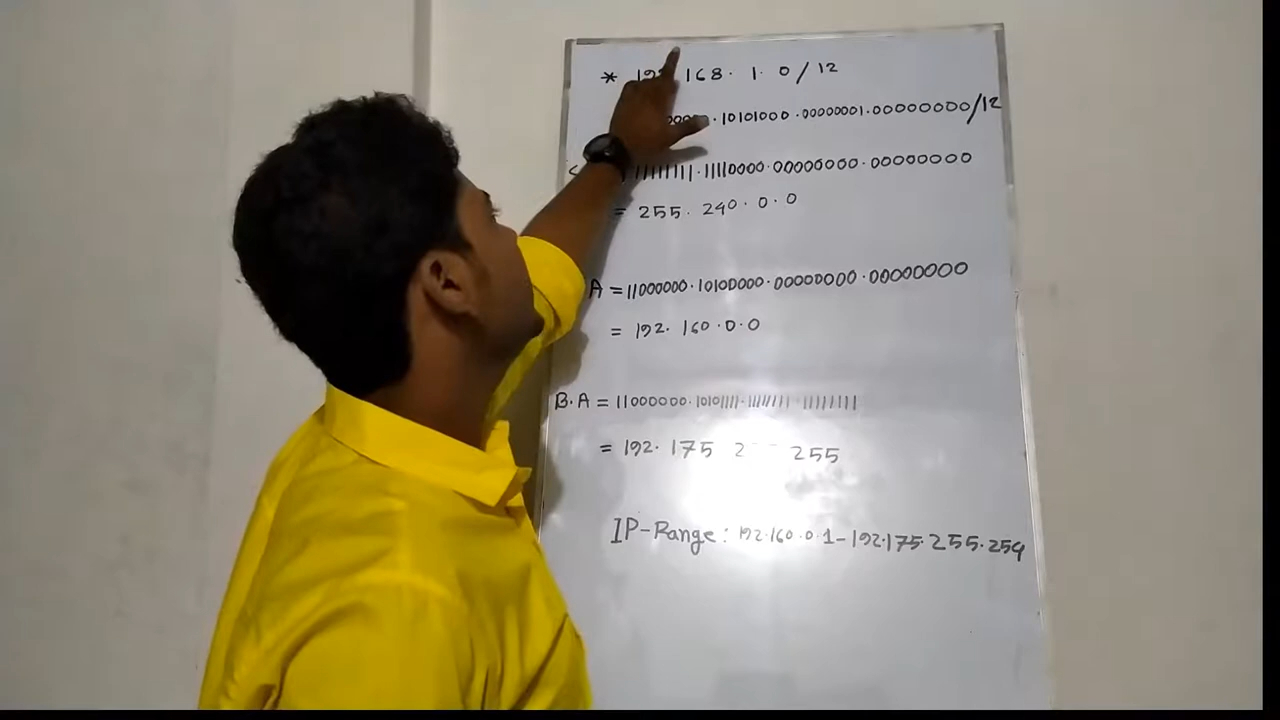 * 192.168.1.0/12
.10101000.00000001.00000000/12
11111111.11110000.00000000.00000000
= 255.240.0.0
A = 11000000.10100000.00000000.00000000
= 192.160.0.0
B.A = 11000000.10101111.11111111.11111111
= 192.175 2 255
IP-Range: 192.160.0.1-192.175.255.254